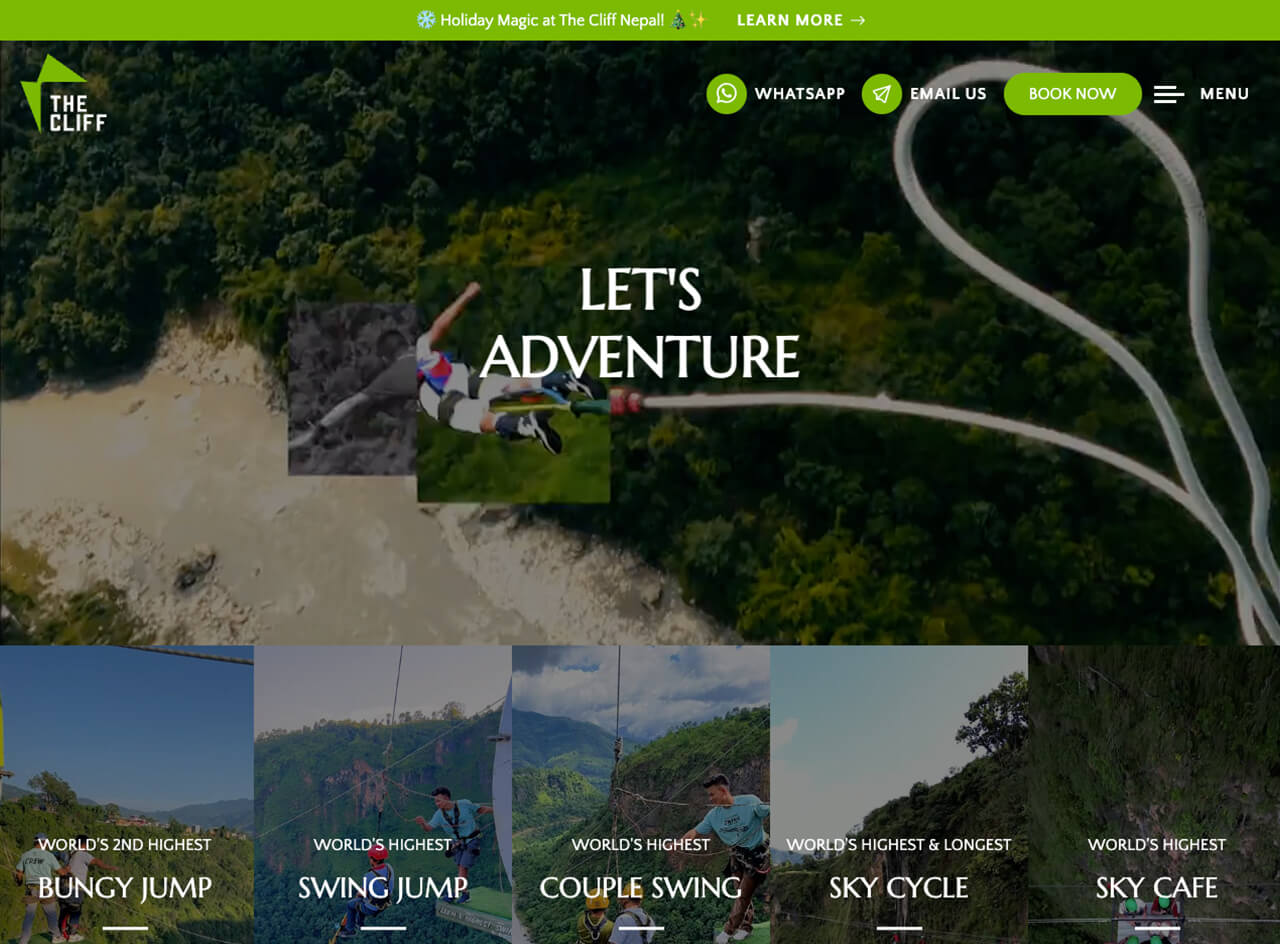 ❄️ Holiday Magic at The Cliff Nepal! 🎄✨ LEARN MORE →
THE
CLIFF
WHATSAPP
EMAIL US
BOOK NOW
MENU
LET'S
ADVENTURE
WORLD'S 2ND HIGHEST
BUNGY JUMP
WORLD'S HIGHEST
SWING JUMP
WORLD'S HIGHEST
COUPLE SWING
WORLD'S HIGHEST & LONGEST
SKY CYCLE
WORLD'S HIGHEST
SKY CAFE
CREW